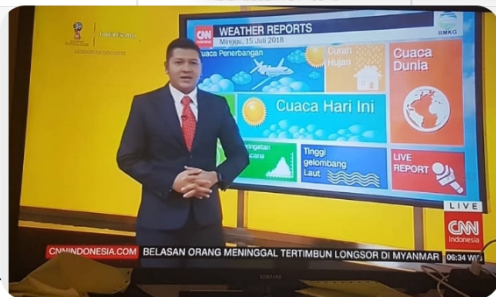 CNN
WEATHER REPORTS
Minggu, 15 Juli 2018
BMKG
Cuaca Penerbangan
Curah
Hujan
Cuaca
Dunia
Cuaca Hari Ini
Tinggi
gelombang
Laut
LIVE
REPORT
LIVE
CNN
Indonesia
CNNINDONESIA.COM
BELASAN ORANG MENINGGAL TERTIMBUN LONGSOR DI MYANMAR
06:34 WIB